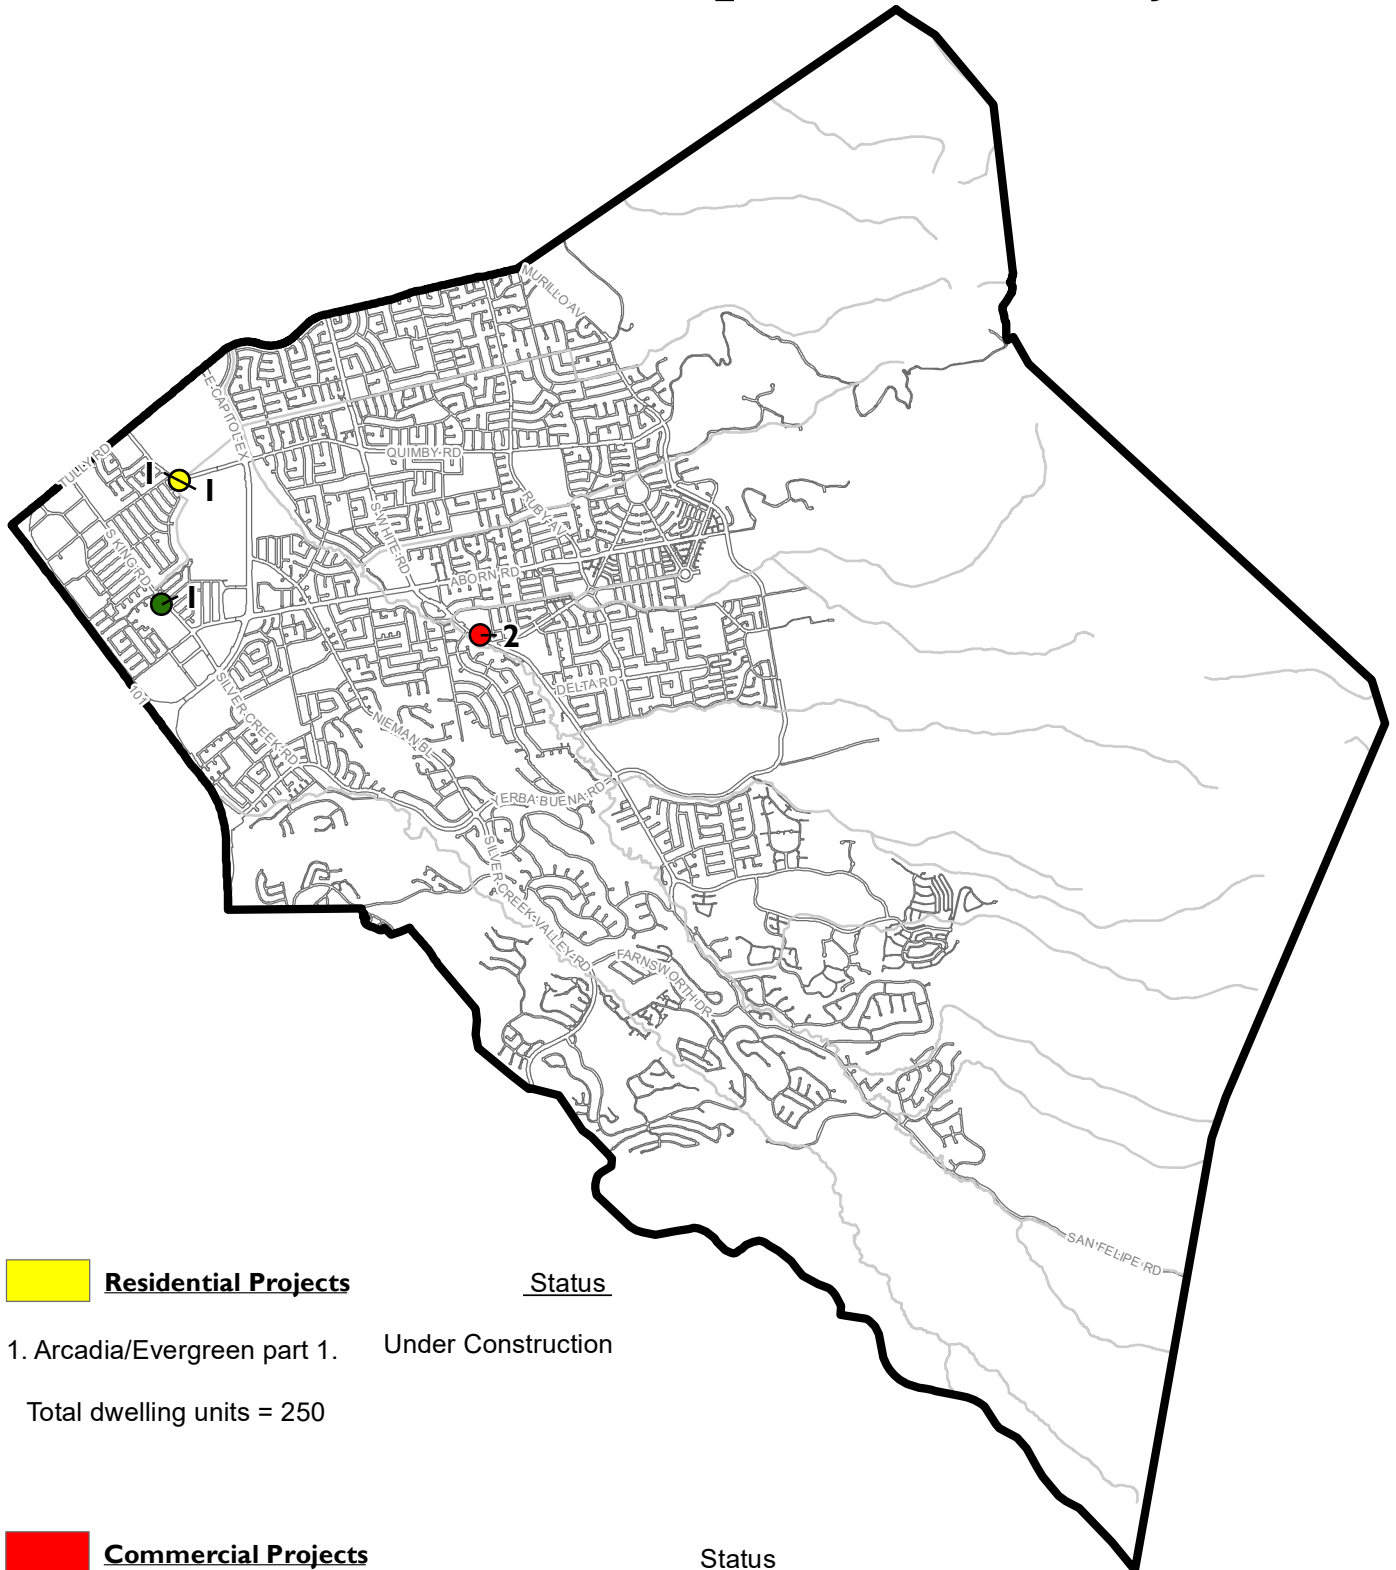 MURILLO AV
E CAPITOL EX
TULLY RD
QUIMBY RD
1
1
S WHITE RD
RUBY AV
S KING RD
ABORN RD
1
2
DELTA RD
101
SILVER CREEK RD
NIEMAN BL
YERBA BUENA RD
SILVER CREEK VALLEY RD
FARNSWORTH DR
SAN FELIPE RD
Residential Projects Status
1. Arcadia/Evergreen part 1. Under Construction
Total dwelling units = 250
Commercial Projects Status